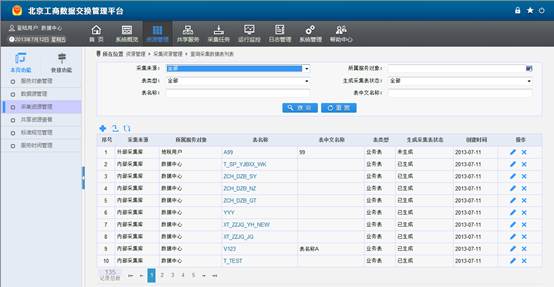 北京工商数据交换管理平台
登陆用户: 数据中心
2013年7月12日 星期五
首 页 系统概览 资源管理 共享服务 采集任务 运行监控 日志管理 系统管理 帮助中心
本页功能 快捷功能
服务对象管理
数据源管理
采集资源管理
共享资源查看
标准规范管理
服务时间管理
现在位置 资源管理 ▸ 采集资源管理 ▸ 查询采集数据表列表
采集来源: 全部 所属服务对象:
表类型: 全部 生成采集表状态: 全部
表名称: 表中文名称:
查 询 重 置
序号 采集来源 所属服务对象 表名称 表中文名称 表类型 生成采集表状态 创建时间 操作
1 外部采集库 地税用户 A99 99 业务表 未生成 2013-07-11
2 内部采集库 数据中心 T_SP_YJBXX_WK 业务表 已生成 2013-07-11
3 内部采集库 数据中心 ZCH_DZB_SY 业务表 已生成 2013-07-11
4 内部采集库 数据中心 ZCH_DZB_NZ 业务表 已生成 2013-07-11
5 内部采集库 数据中心 ZCH_DZB_GT 业务表 已生成 2013-07-11
6 内部采集库 数据中心 YYY 业务表 已生成 2013-07-11
7 内部采集库 数据中心 XT_ZZJG_YH_NEW 业务表 已生成 2013-07-11
8 内部采集库 数据中心 XT_ZZJG_JG 业务表 已生成 2013-07-11
9 内部采集库 数据中心 V123 表名称A 业务表 已生成 2013-07-11
10 内部采集库 数据中心 T_TEST 业务表 已生成 2013-07-11
135 1 2 3 4 5
记录总数